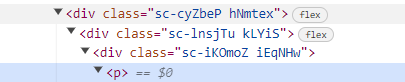 <div class="sc-cyZbeP hNmtex"> flex
<div class="sc-lnsjTu kLYiS"> flex
<div class="sc-iKOmoZ iEqNHw">
<p> == $0